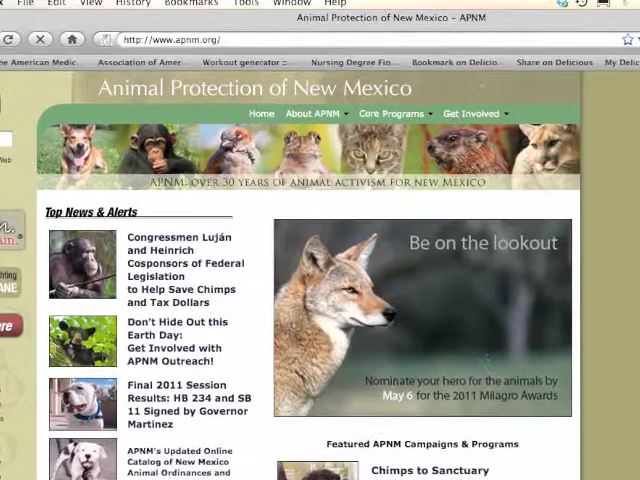 File Edit View History Bookmarks Tools Window Help
Animal Protection of New Mexico - APNM
http://www.apnm.org/
he American Medic... Association of Amer... Workout generator ::... Nursing Degree Fin... Bookmark on Delicio... Share on Delicious My Delic
Animal Protection of New Mexico
Home About APNM Core Programs Get Involved
Web
APNM: OVER 30 YEARS OF ANIMAL ACTIVISM FOR NEW MEXICO
Top News & Alerts
Congressmen Luján
and Heinrich
Cosponsors of Federal
Legislation
to Help Save Chimps
and Tax Dollars
Don't Hide Out this
Earth Day:
Get Involved with
APNM Outreach!
Final 2011 Session
Results: HB 234 and SB
11 Signed by Governor
Martinez
APNM's Updated Online
Catalog of New Mexico
Animal Ordinances and
Be on the lookout
Nominate your hero for the animals by
May 6 for the 2011 Milagro Awards
Featured APNM Campaigns & Programs
Chimps to Sanctuary